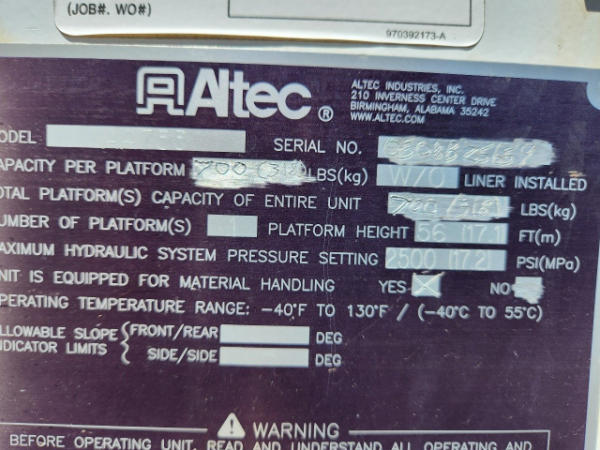 (JOB#. WO#)
970392173-A
Altec ®
ALTEC INDUSTRIES, INC.
210 INVERNESS CENTER DRIVE
BIRMINGHAM, ALABAMA 35242
WWW.ALTEC.COM
ODEL SERIAL NO.
APACITY PER PLATFORM 700 LBS(kg) W/O LINER INSTALLED
OTAL PLATFORM(S) CAPACITY OF ENTIRE UNIT 700 LBS(kg)
UMBER OF PLATFORM(S) 1 PLATFORM HEIGHT 56 (17.1) FT(m)
AXIMUM HYDRAULIC SYSTEM PRESSURE SETTING 2500 (17.2) PSI(MPa)
NIT IS EQUIPPED FOR MATERIAL HANDLING YES NO
PERATING TEMPERATURE RANGE: -40°F TO 130°F / (-40°C TO 55°C)
LLOWABLE SLOPE FRONT/REAR DEG
NDICATOR LIMITS SIDE/SIDE DEG
WARNING
BEFORE OPERATING UNIT, READ AND UNDERSTAND ALL OPERATING AND